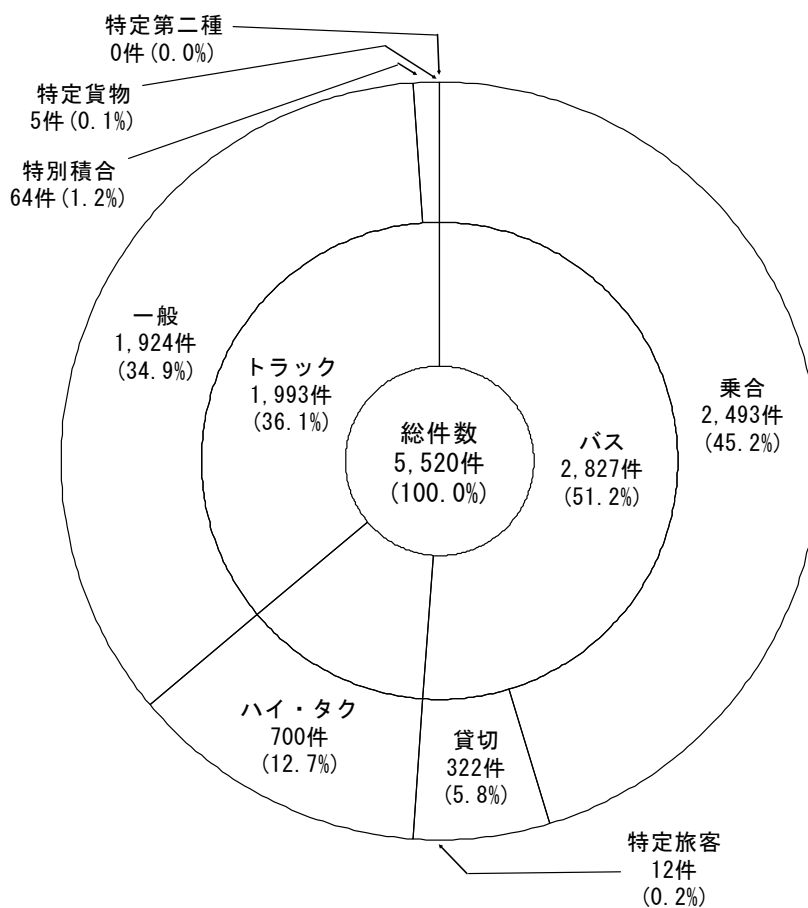 特定第二種
0件(0.0%)
特定貨物
5件(0.1%)
特別積合
64件(1.2%)
一般
1,924件
(34.9%)
トラック
1,993件
(36.1%)
総件数
5,520件
(100.0%)
バス
2,827件
(51.2%)
乗合
2,493件
(45.2%)
ハイ・タク
700件
(12.7%)
貸切
322件
(5.8%)
特定旅客
12件
(0.2%)